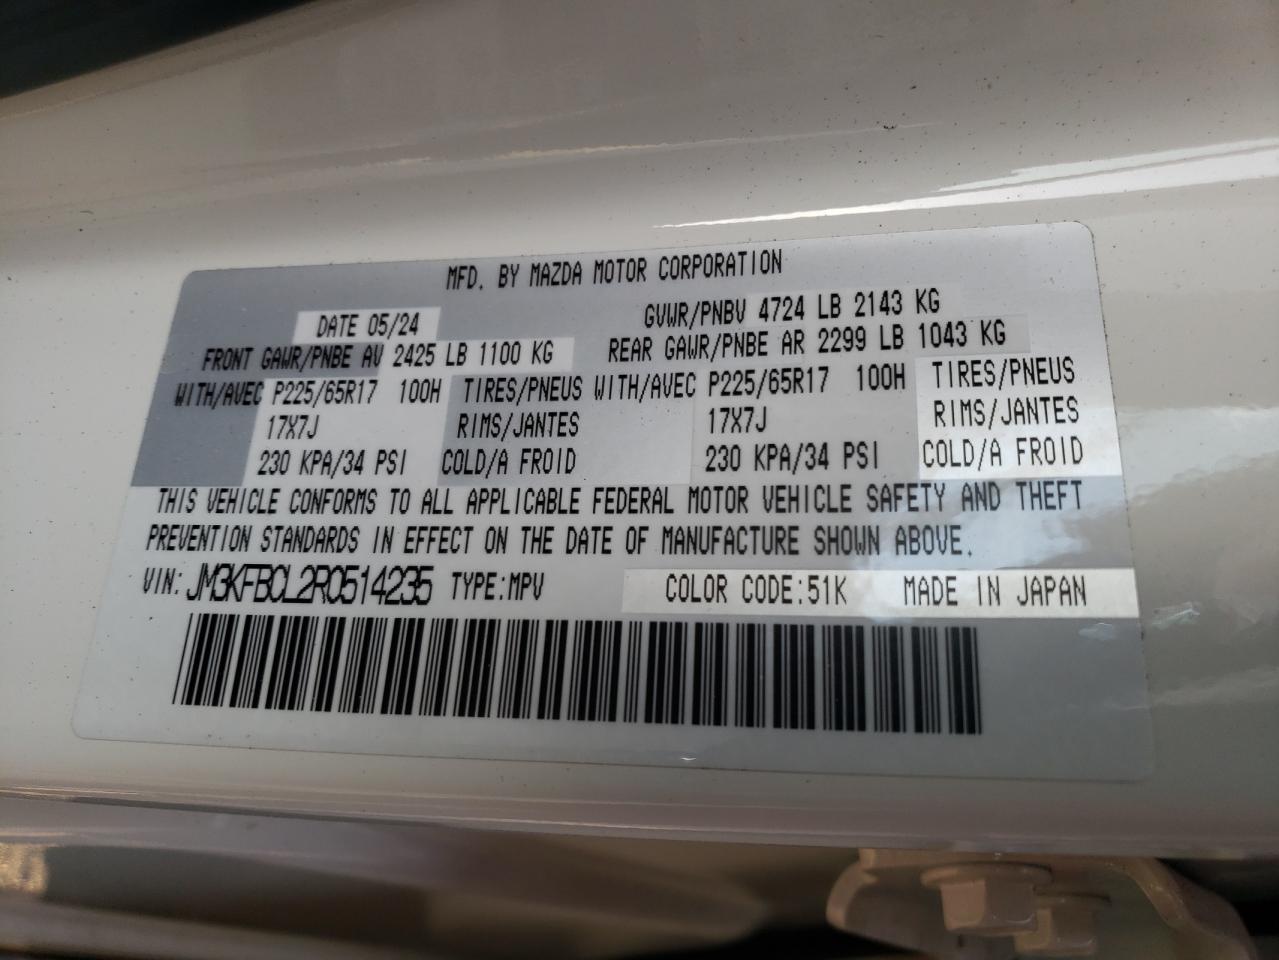 MFD. BY MAZDA MOTOR CORPORATION
DATE 05/24 GVWR/PNBV 4724 LB 2143 KG
FRONT GAWR/PNBE AV 2425 LB 1100 KG REAR GAWR/PNBE AR 2299 LB 1043 KG
WITH/AVEC P225/65R17 100H TIRES/PNEUS WITH/AVEC P225/65R17 100H TIRES/PNEUS
17X7J RIMS/JANTES 17X7J RIMS/JANTES
230 KPA/34 PSI COLD/A FROID 230 KPA/34 PSI COLD/A FROID
THIS VEHICLE CONFORMS TO ALL APPLICABLE FEDERAL MOTOR VEHICLE SAFETY AND THEFT
PREVENTION STANDARDS IN EFFECT ON THE DATE OF MANUFACTURE SHOWN ABOVE.
VIN: JM3KFBCL2R0514235 TYPE:MPV COLOR CODE:51K MADE IN JAPAN